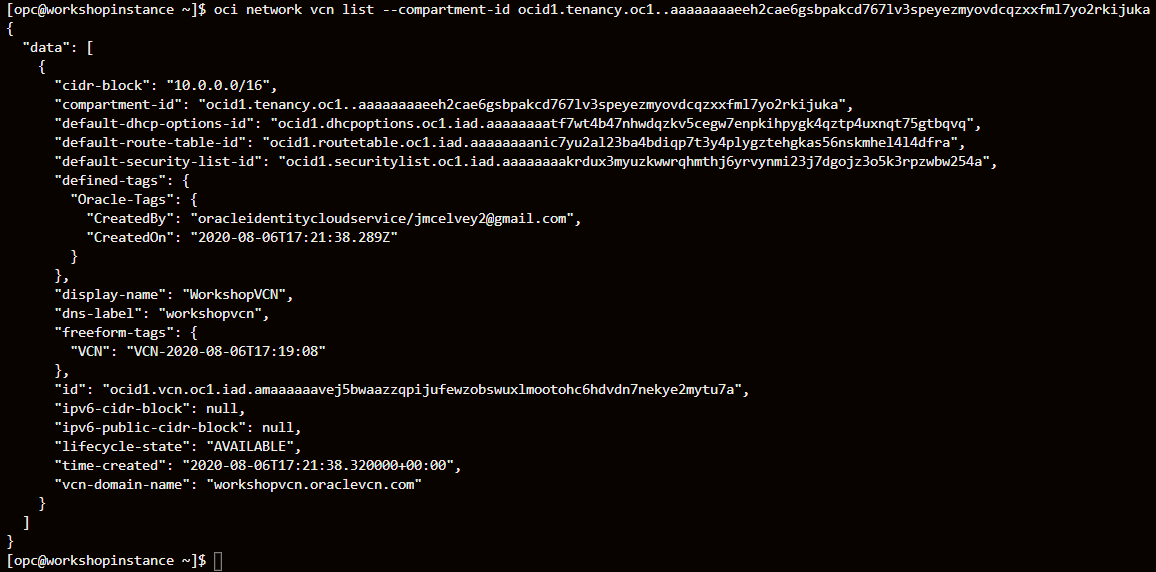 [opc@workshopinstance ~]$ oci network vcn list --compartment-id ocid1.tenancy.oc1..aaaaaaaaeeh2cae6gsbpakcd767lv3speyezmyovdcqzxxfml7yo2rkijuka
{
  "data": [
    {
      "cidr-block": "10.0.0.0/16",
      "compartment-id": "ocid1.tenancy.oc1..aaaaaaaaeeh2cae6gsbpakcd767lv3speyezmyovdcqzxxfml7yo2rkijuka",
      "default-dhcp-options-id": "ocid1.dhcpoptions.oc1.iad.aaaaaaaatf7wt4b47nhwdqzkv5cegw7enpkihpygk4qztp4uxnqt75gtbqvq",
      "default-route-table-id": "ocid1.routetable.oc1.iad.aaaaaaaanic7yu2al23ba4bdiqp7t3y4plygztehgkas56nskmhel4l4dfra",
      "default-security-list-id": "ocid1.securitylist.oc1.iad.aaaaaaaakrdux3myuzkwwrqhmthj6yrvynmi23j7dgojz3o5k3rpzwbw254a",
      "defined-tags": {
        "Oracle-Tags": {
          "CreatedBy": "oracleidentitycloudservice/jmcelvey2@gmail.com",
          "CreatedOn": "2020-08-06T17:21:38.289Z"
        }
      },
      "display-name": "WorkshopVCN",
      "dns-label": "workshopvcn",
      "freeform-tags": {
        "VCN": "VCN-2020-08-06T17:19:08"
      },
      "id": "ocid1.vcn.oc1.iad.amaaaaaavej5bwaazzqpijufewzobswuxlmootohc6hdvdn7nekye2mytu7a",
      "ipv6-cidr-block": null,
      "ipv6-public-cidr-block": null,
      "lifecycle-state": "AVAILABLE",
      "time-created": "2020-08-06T17:21:38.320000+00:00",
      "vcn-domain-name": "workshopvcn.oraclevcn.com"
    }
  ]
}
[opc@workshopinstance ~]$